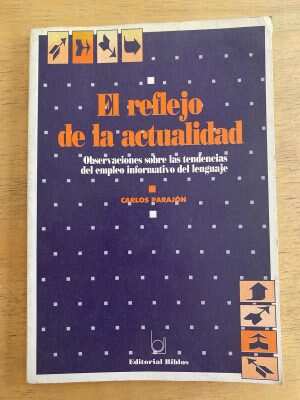 El reflejo
de la actualidad
Observaciones sobre las tendencias
del empleo informativo del lenguaje
CARLOS PARAJÓN
Editorial Biblos